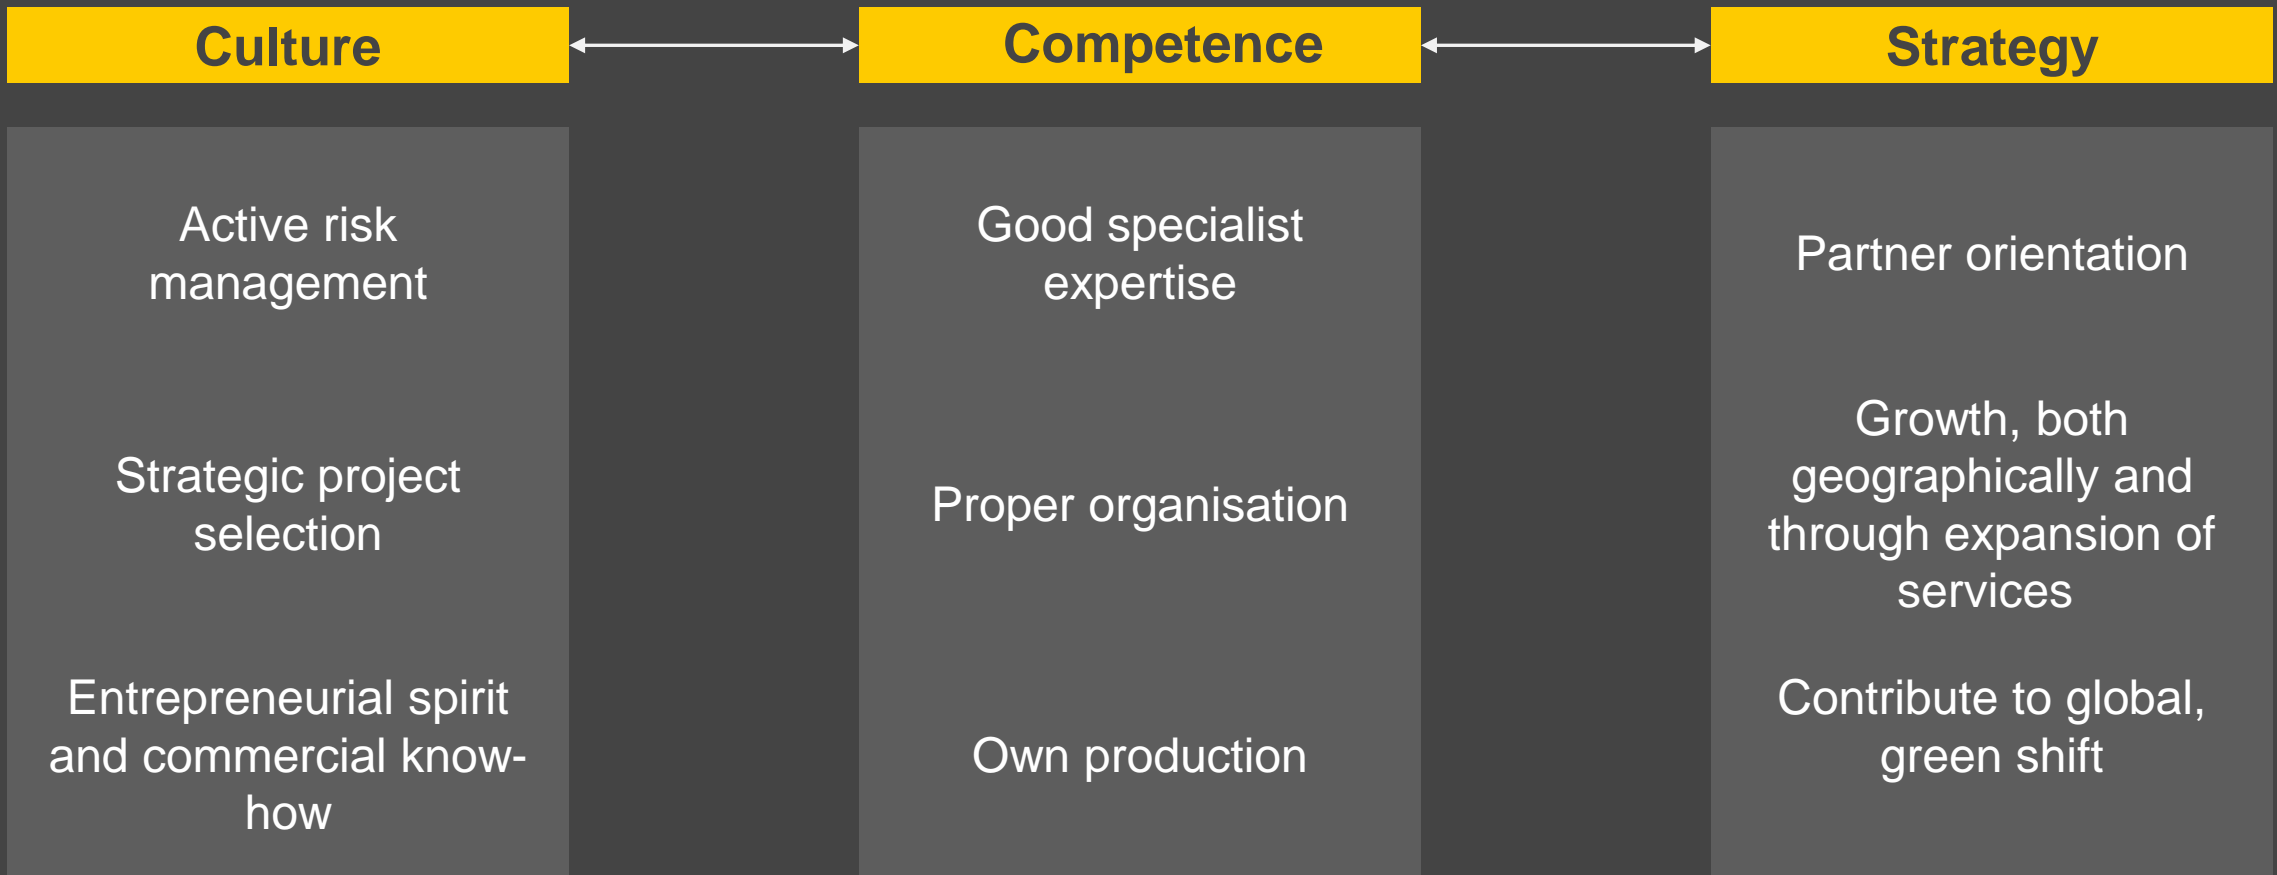 Culture
Competence
Strategy
Active risk
management
Strategic project
selection
Entrepreneurial spirit
and commercial know-
how
Good specialist
expertise
Proper organisation
Own production
Partner orientation
Growth, both
geographically and
through expansion of
services
Contribute to global,
green shift